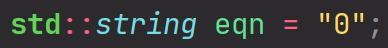 std::string eqn = "0";